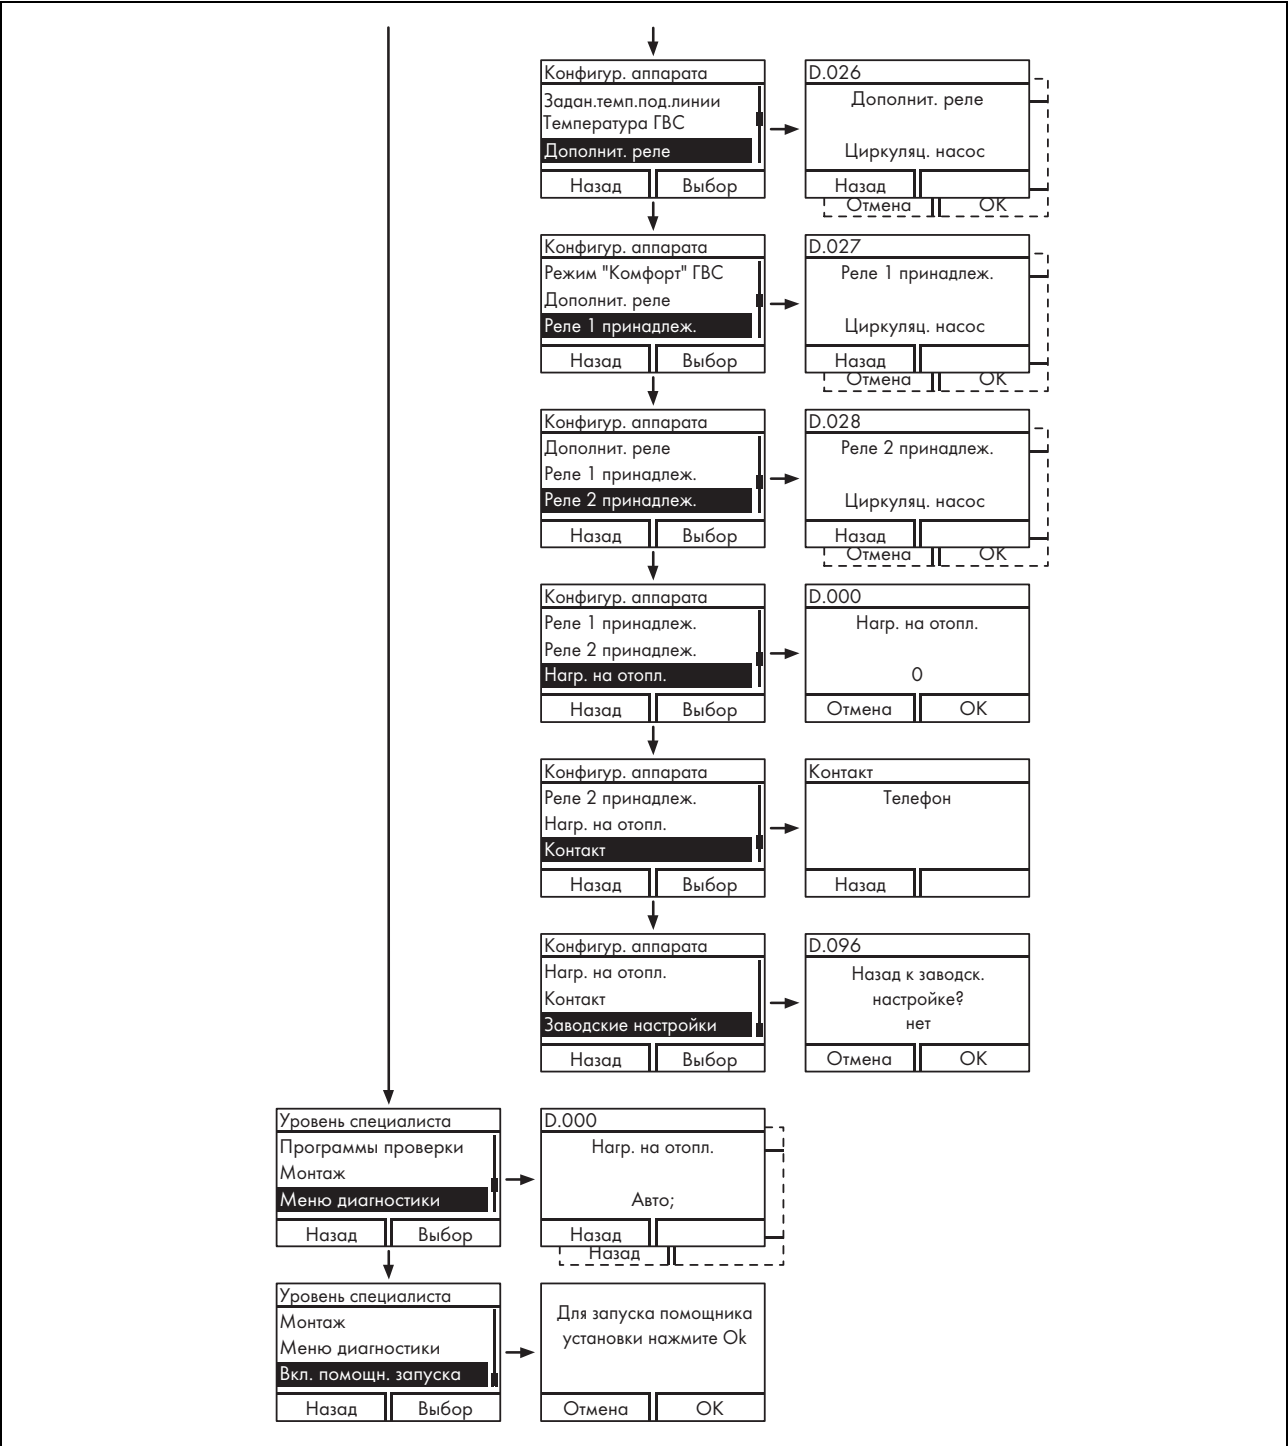 Конфигур. аппарата
Задан.темп.под.линии
Температура ГВС
Дополнит. реле
Назад Выбор
D.026
Дополнит. реле
Циркуляц. насос
Назад
Отмена OK
Конфигур. аппарата
Режим "Комфорт" ГВС
Дополнит. реле
Реле 1 принадлеж.
Назад Выбор
D.027
Реле 1 принадлеж.
Циркуляц. насос
Назад
Отмена OK
Конфигур. аппарата
Дополнит. реле
Реле 1 принадлеж.
Реле 2 принадлеж.
Назад Выбор
D.028
Реле 2 принадлеж.
Циркуляц. насос
Назад
Отмена OK
Конфигур. аппарата
Реле 1 принадлеж.
Реле 2 принадлеж.
Нагр. на отопл.
Назад Выбор
D.000
Нагр. на отопл.
0
Отмена OK
Конфигур. аппарата
Реле 2 принадлеж.
Нагр. на отопл.
Контакт
Назад Выбор
Контакт
Телефон
Назад
Конфигур. аппарата
Нагр. на отопл.
Контакт
Заводские настройки
Назад Выбор
D.096
Назад к заводск.
настройке?
нет
Отмена OK
Уровень специалиста
Программы проверки
Монтаж
Меню диагностики
Назад Выбор
D.000
Нагр. на отопл.
Авто;
Назад
Назад
Уровень специалиста
Монтаж
Меню диагностики
Вкл. помощн. запуска
Назад Выбор
Для запуска помощника
установки нажмите Ok
Отмена OK